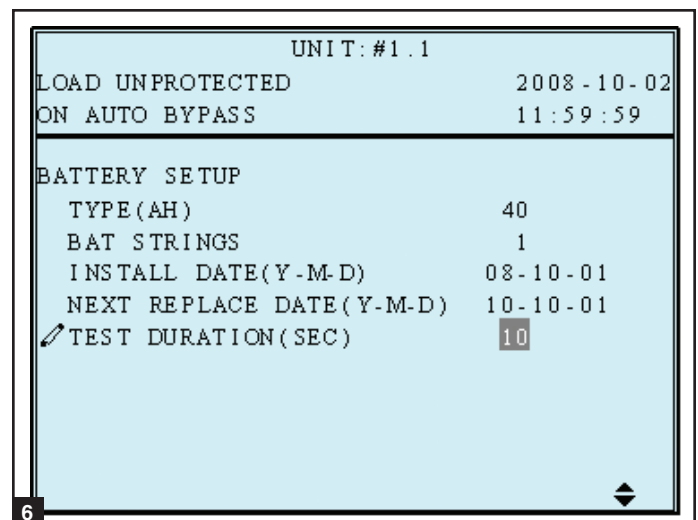 UNIT:#1.1
LOAD UNPROTECTED 2008-10-02
ON AUTO BYPASS 11:59:59
BATTERY SETUP
TYPE(AH) 40
BAT STRINGS 1
INSTALL DATE(Y-M-D) 08-10-01
NEXT REPLACE DATE(Y-M-D) 10-10-01
TEST DURATION(SEC) 10
6